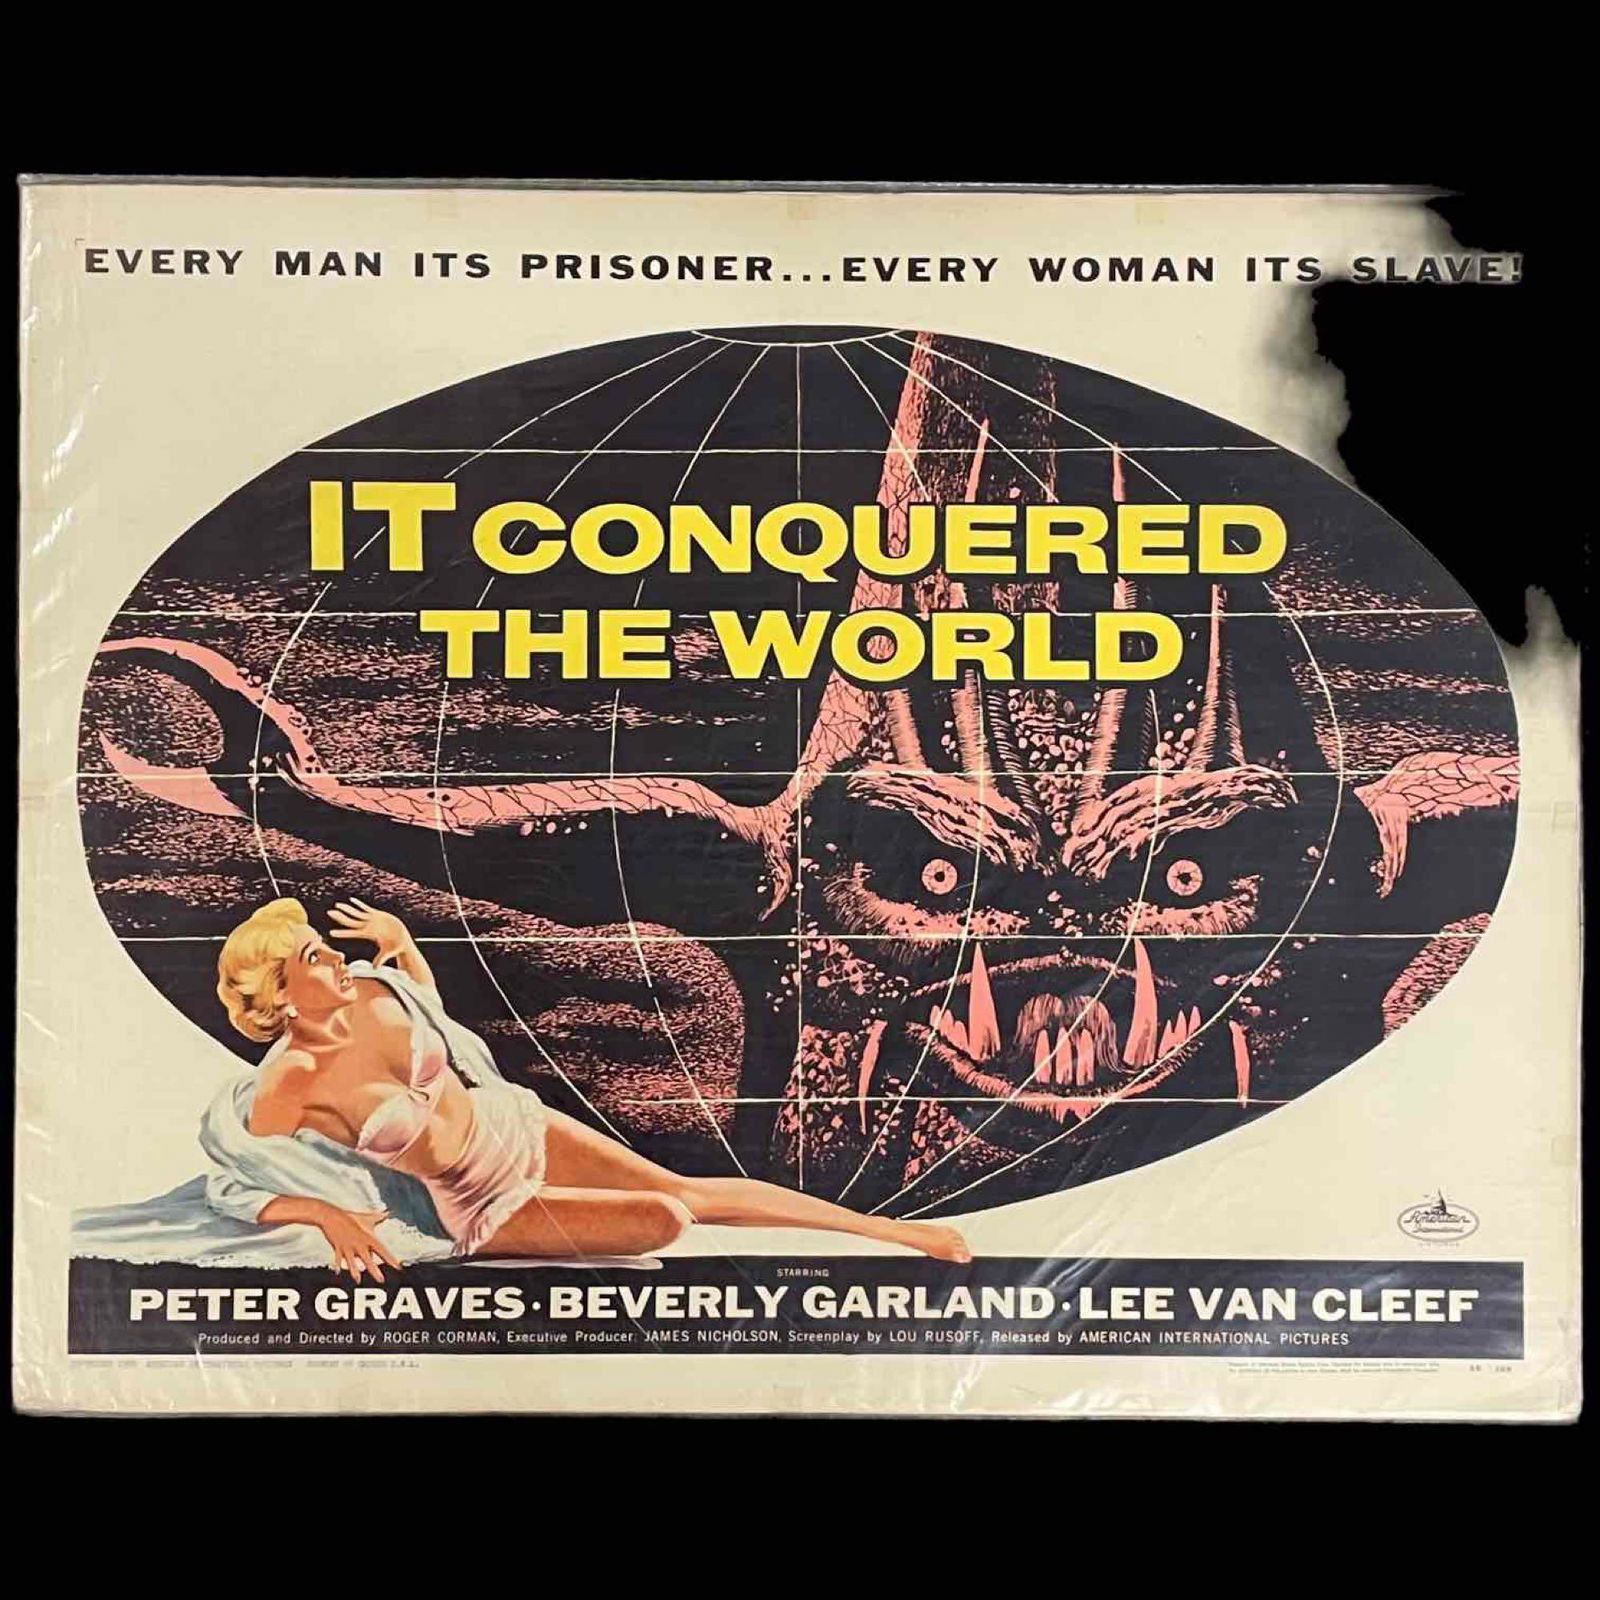 EVERY MAN ITS PRISONER...EVERY WOMAN ITS SLAVE!
IT CONQUERED
THE WORLD
American
International
STARRING
PETER GRAVES · BEVERLY GARLAND · LEE VAN CLEEF
Produced and Directed by ROGER CORMAN, Executive Producer: JAMES NICHOLSON, Screenplay by LOU RUSOFF, Released by AMERICAN INTERNATIONAL PICTURES